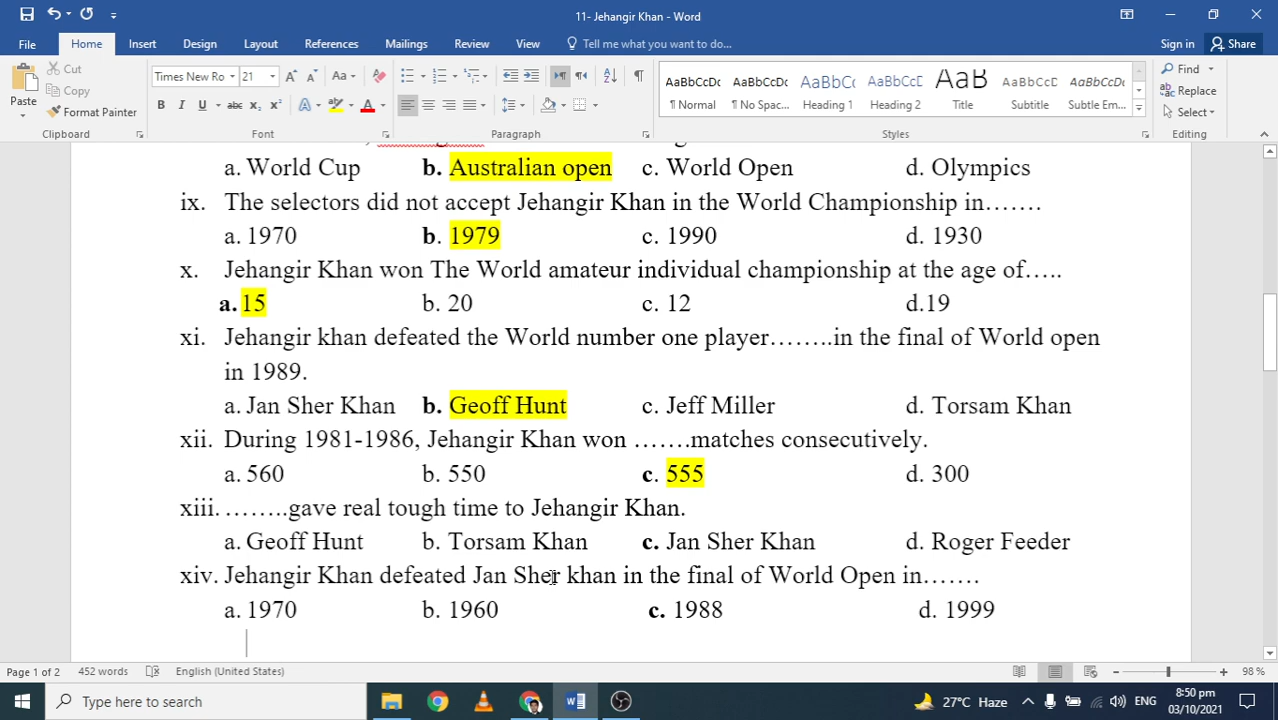 11- Jehangir Khan - Word
File Home Insert Design Layout References Mailings Review View Tell me what you want to do... Sign in Share
Paste Cut Copy Format Painter
Clipboard
Times New Ro 21 Aa
B I U abc x₂ x² A A
Font
Paragraph
AaBbCcDc AaBbCcDc AaBbCc AaBbCcD AaB AaBbCcD AaBbCcDc
¶ Normal ¶ No Spac... Heading 1 Heading 2 Title Subtitle Subtle Em...
Styles
Find
Replace
Select
Editing
a. World Cup b. Australian open c. World Open d. Olympics
ix. The selectors did not accept Jehangir Khan in the World Championship in…….
a. 1970 b. 1979 c. 1990 d. 1930
x. Jehangir Khan won The World amateur individual championship at the age of…..
a. 15 b. 20 c. 12 d.19
xi. Jehangir khan defeated the World number one player……..in the final of World open
in 1989.
a. Jan Sher Khan b. Geoff Hunt c. Jeff Miller d. Torsam Khan
xii. During 1981-1986, Jehangir Khan won …….matches consecutively.
a. 560 b. 550 c. 555 d. 300
xiii. ……..gave real tough time to Jehangir Khan.
a. Geoff Hunt b. Torsam Khan c. Jan Sher Khan d. Roger Feeder
xiv. Jehangir Khan defeated Jan Sher khan in the final of World Open in…….
a. 1970 b. 1960 c. 1988 d. 1999
Page 1 of 2 452 words English (United States) 98 %
Type here to search 27°C Haze ENG 8:50 pm
03/10/2021